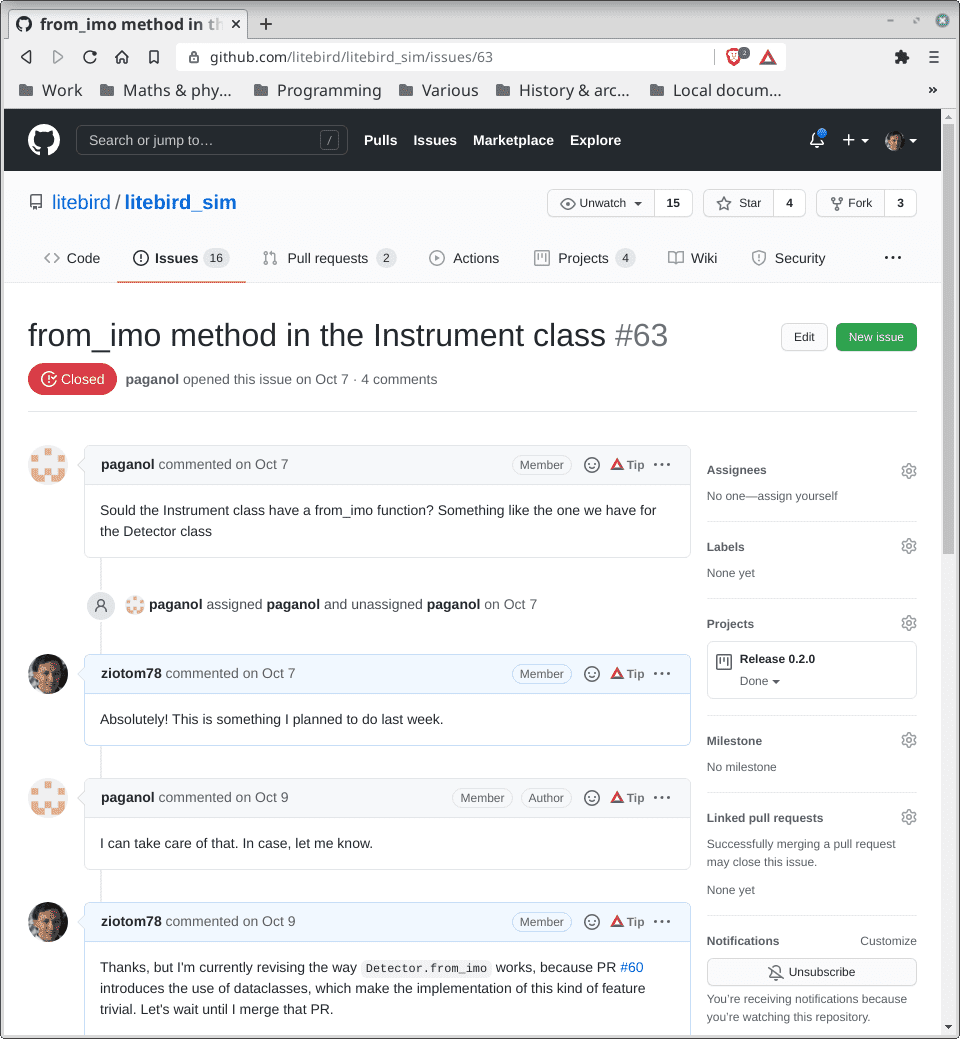 from_imo method in th
github.com/litebird/litebird_sim/issues/63
2
Work Maths & phy... Programming Various History & arc... Local docum... »
Search or jump to… / Pulls Issues Marketplace Explore
litebird / litebird_sim Unwatch 15 Star 4 Fork 3
Code Issues 16 Pull requests 2 Actions Projects 4 Wiki Security
from_imo method in the Instrument class #63 Edit New issue
Closed paganol opened this issue on Oct 7 · 4 comments
paganol commented on Oct 7 Member Tip
Sould the Instrument class have a from_imo function? Something like the one we have for
the Detector class
paganol assigned paganol and unassigned paganol on Oct 7
ziotom78 commented on Oct 7 Member Tip
Absolutely! This is something I planned to do last week.
paganol commented on Oct 9 Member Author Tip
I can take care of that. In case, let me know.
ziotom78 commented on Oct 9 Member Tip
Thanks, but I'm currently revising the way Detector.from_imo works, because PR #60
introduces the use of dataclasses, which make the implementation of this kind of feature
trivial. Let's wait until I merge that PR.
Assignees
No one—assign yourself
Labels
None yet
Projects
Release 0.2.0
Done
Milestone
No milestone
Linked pull requests
Successfully merging a pull request
may close this issue.
None yet
Notifications Customize
Unsubscribe
You're receiving notifications because
you're watching this repository.